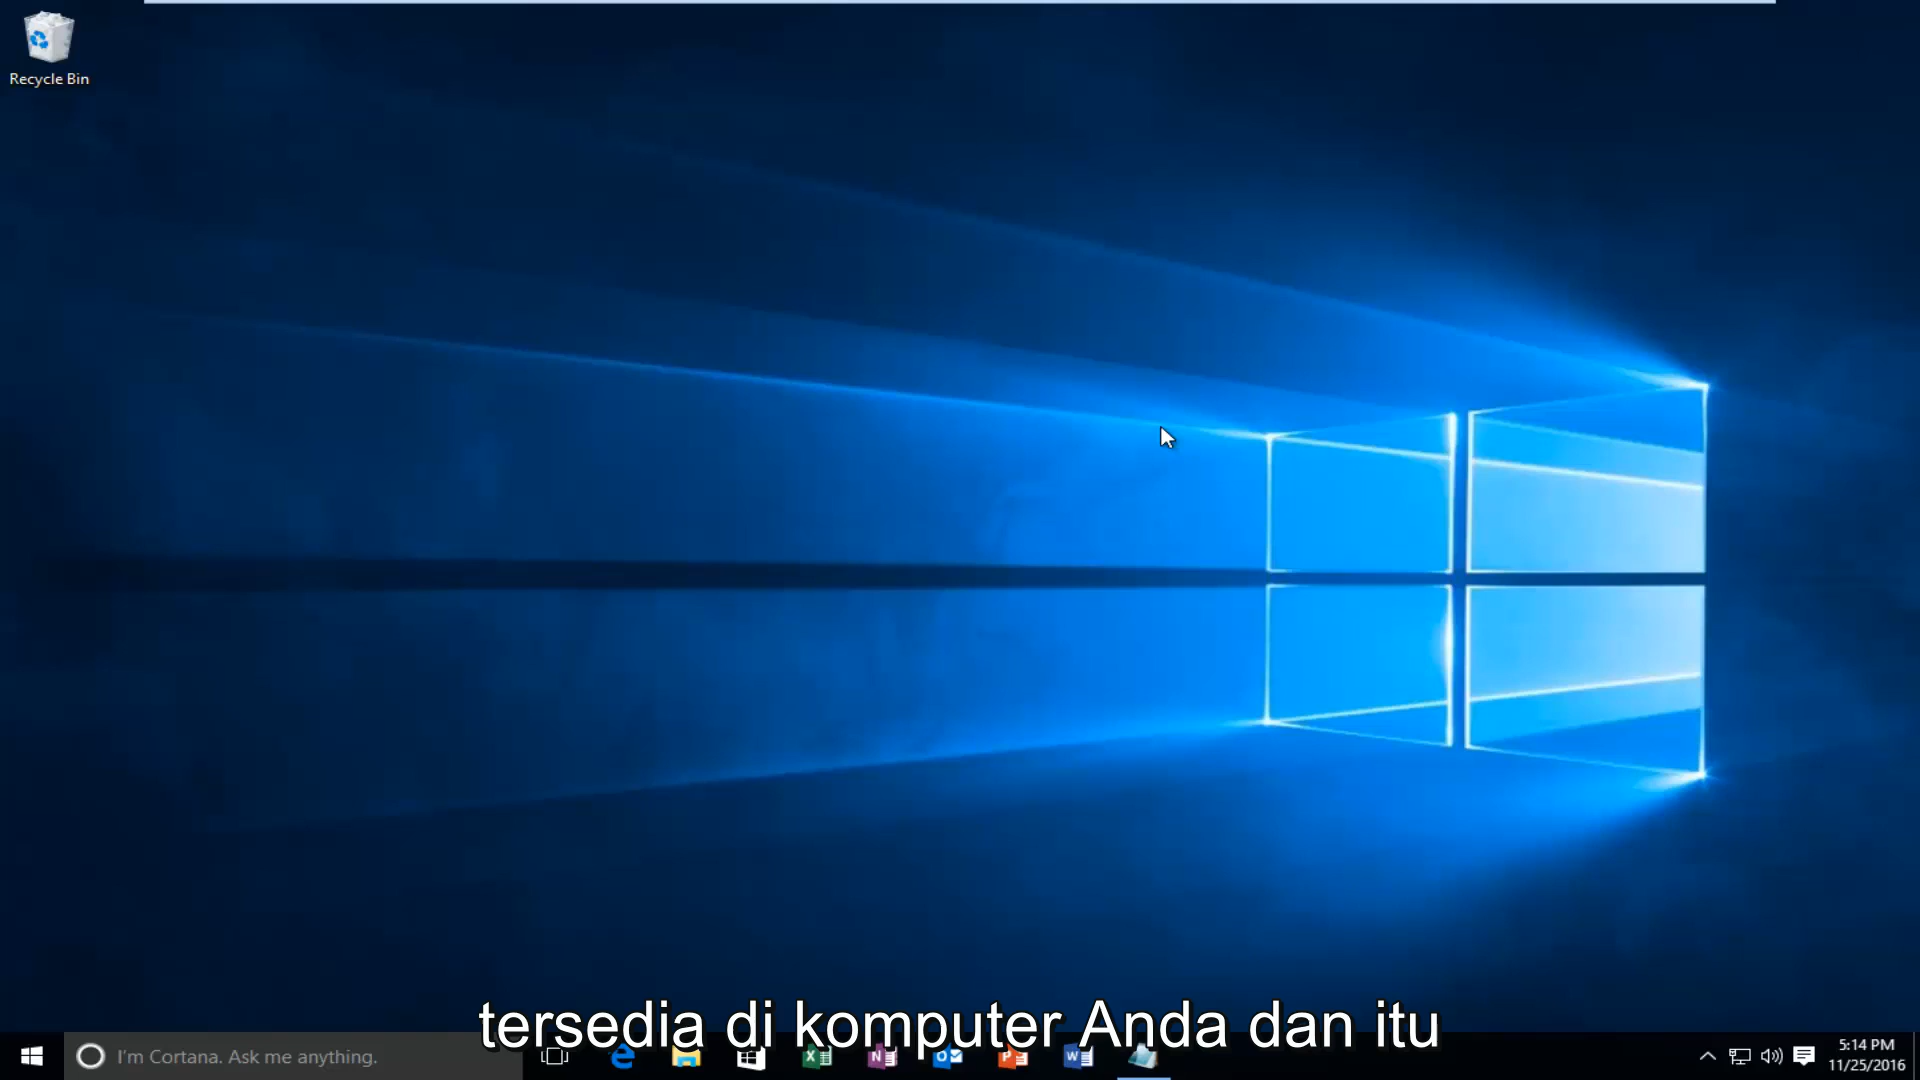 Recycle Bin
tersedia di komputer Anda dan itu
I'm Cortana. Ask me anything.
5:14 PM
11/25/2016